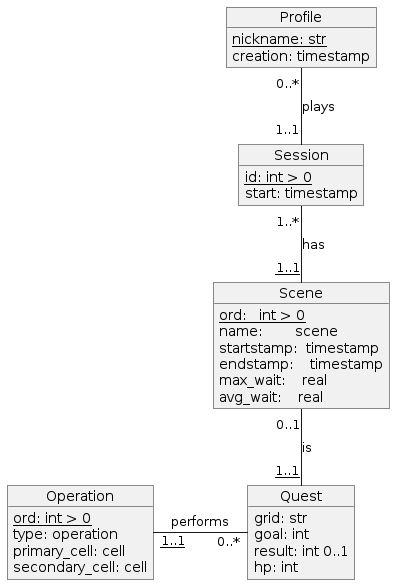 Profile
nickname: str
creation: timestamp
0..*
plays
1..1
Session
id: int > 0
start: timestamp
1..*
has
1..1
Scene
ord: int > 0
name: scene
startstamp: timestamp
endstamp: timestamp
max_wait: real
avg_wait: real
0..1
is
1..1
Operation
ord: int > 0
type: operation
primary_cell: cell
secondary_cell: cell
performs
1..1 0..*
Quest
grid: str
goal: int
result: int 0..1
hp: int